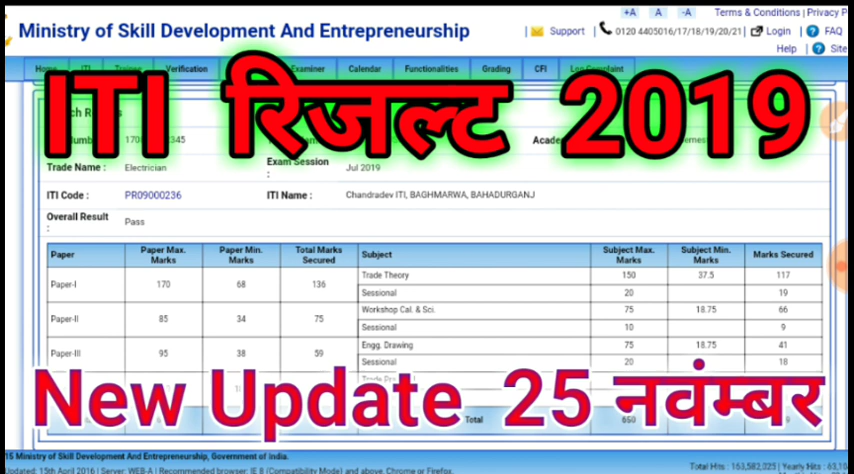 +A A -A Terms & Conditions | Privacy P
Ministry of Skill Development And Entrepreneurship
| Support | 0120 4405016/17/18/19/20/21| Login | FAQ
Help | Site
Verification Examiner Calendar Functionalities Grading CFI
ITI रिजल्ट 2019
Trade Name : Electrician Exam Session : Jul 2019
ITI Code : PR09000236 ITI Name : Chandradev ITI, BAGHMARWA, BAHADURGANJ
Overall Result : Pass
Paper Paper Max. Marks Paper Min. Marks Total Marks Secured Subject Subject Max. Marks Subject Min. Marks Marks Secured
Paper-I 170 68 136 Trade Theory 150 37.5 117
Sessional 20 19
Paper-II 85 34 75 Workshop Cal. & Sci. 75 18.75 66
Sessional 10 9
Paper-III 95 38 59 Engg. Drawing 75 18.75 41
Sessional 20 18
New Update 25 नवंम्बर
Total 650
15 Ministry of Skill Development And Entrepreneurship, Government of India.
Updated: 15th April 2016 | Server: WEB-A | Recommended browser: IE 8 (Compatibility Mode) and above, Chrome or Firefox.
Total Hits : 163,582,025 | Yearly Hits : 63,10